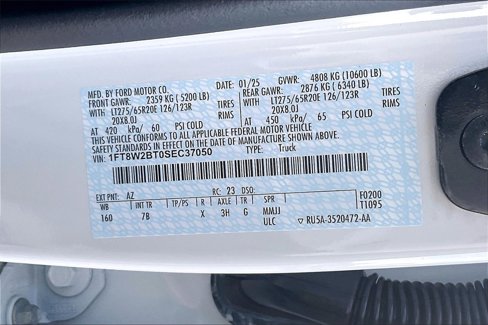 MFD. BY FORD MOTOR CO.
DATE: 01/25 GVWR: 4808 KG (10600 LB)
FRONT GAWR: 2359 KG (5200 LB) REAR GAWR: 2876 KG (6340 LB)
WITH TIRES WITH TIRES
LT275/65R20E 126/123R LT275/65R20E 126/123R
20X8.0J RIMS 20X8.0J RIMS
AT 420 kPa/ 60 PSI COLD AT 450 kPa/ 65 PSI COLD
THIS VEHICLE CONFORMS TO ALL APPLICABLE FEDERAL MOTOR VEHICLE
SAFETY STANDARDS IN EFFECT ON THE DATE OF MANUFACTURE SHOWN ABOVE.
VIN: 1FT8W2BT0SEC37050 TYPE: Truck
EXT PNT: AZ RC: 23 DSO: F0200
WB TP/PS R AXLE TR G MMJJ T1095
160 7B X 3H G ULC ▽ RU5A-3520472-AA